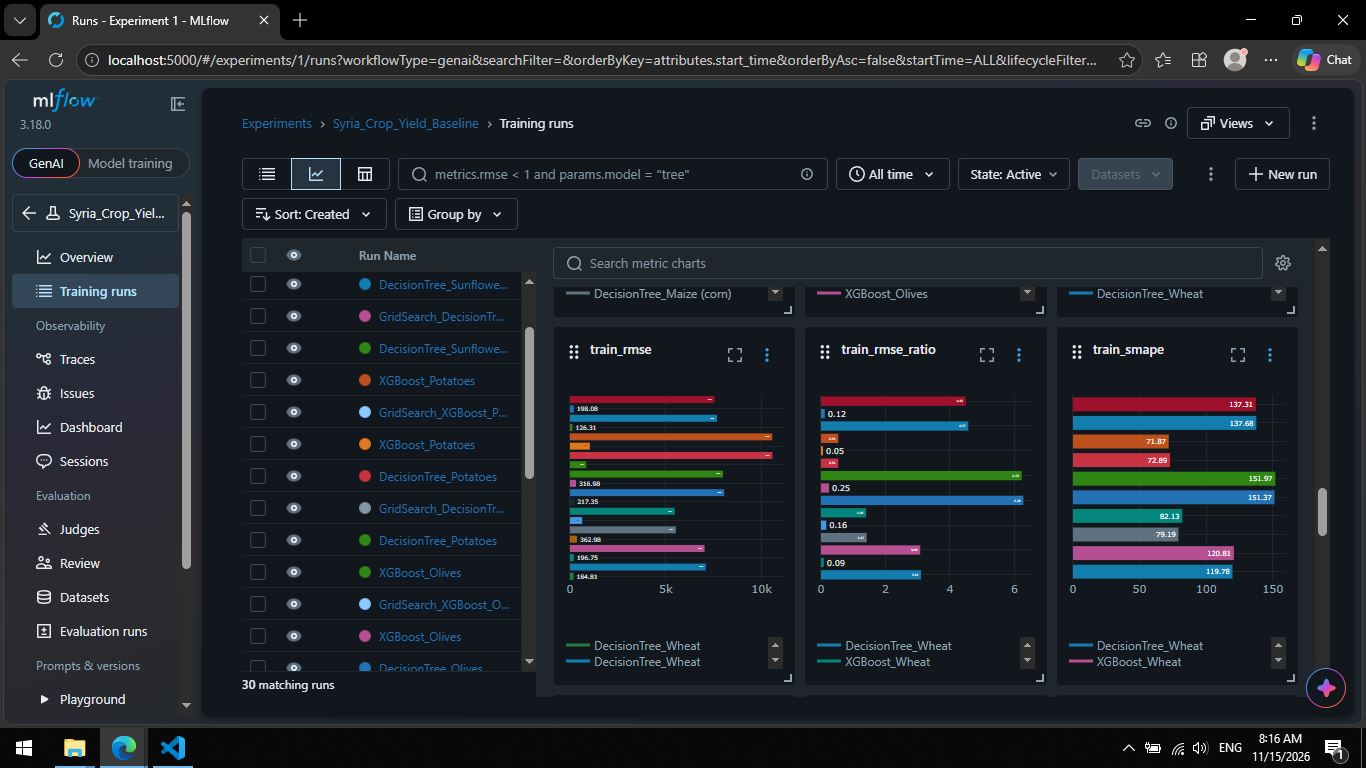 Runs - Experiment 1 - MLflow
localhost:5000/#/experiments/1/runs?workflowType=genai&searchFilter=&orderByKey=attributes.start_time&orderByAsc=false&startTime=ALL&lifecycleFilter...
Chat
mlflow
3.18.0
GenAI Model training
Syria_Crop_Yiel...
Overview
Training runs
Observability
Traces
Issues
Dashboard
Sessions
Evaluation
Judges
Review
Datasets
Evaluation runs
Prompts & versions
Playground
Experiments > Syria_Crop_Yield_Baseline > Training runs
Views
metrics.rmse < 1 and params.model = "tree"
All time
State: Active
Datasets
New run
Sort: Created
Group by
Run Name
DecisionTree_Sunflowe...
GridSearch_DecisionTr...
DecisionTree_Sunflowe...
XGBoost_Potatoes
GridSearch_XGBoost_P...
XGBoost_Potatoes
DecisionTree_Potatoes
GridSearch_DecisionTr...
DecisionTree_Potatoes
XGBoost_Olives
GridSearch_XGBoost_O...
XGBoost_Olives
DecisionTree_Olives
30 matching runs
Search metric charts
DecisionTree_Maize (corn)
XGBoost_Olives
DecisionTree_Wheat
train_rmse
198.08
126.31
316.98
217.35
362.98
196.75
184.81
0 5k 10k
DecisionTree_Wheat
DecisionTree_Wheat
train_rmse_ratio
0.12
0.05
0.25
0.16
0.09
0 2 4 6
DecisionTree_Wheat
XGBoost_Wheat
train_smape
137.31
137.68
71.87
72.89
151.97
151.37
82.13
79.19
120.81
119.78
0 50 100 150
DecisionTree_Wheat
XGBoost_Wheat
ENG
8:16 AM
11/15/2026
1